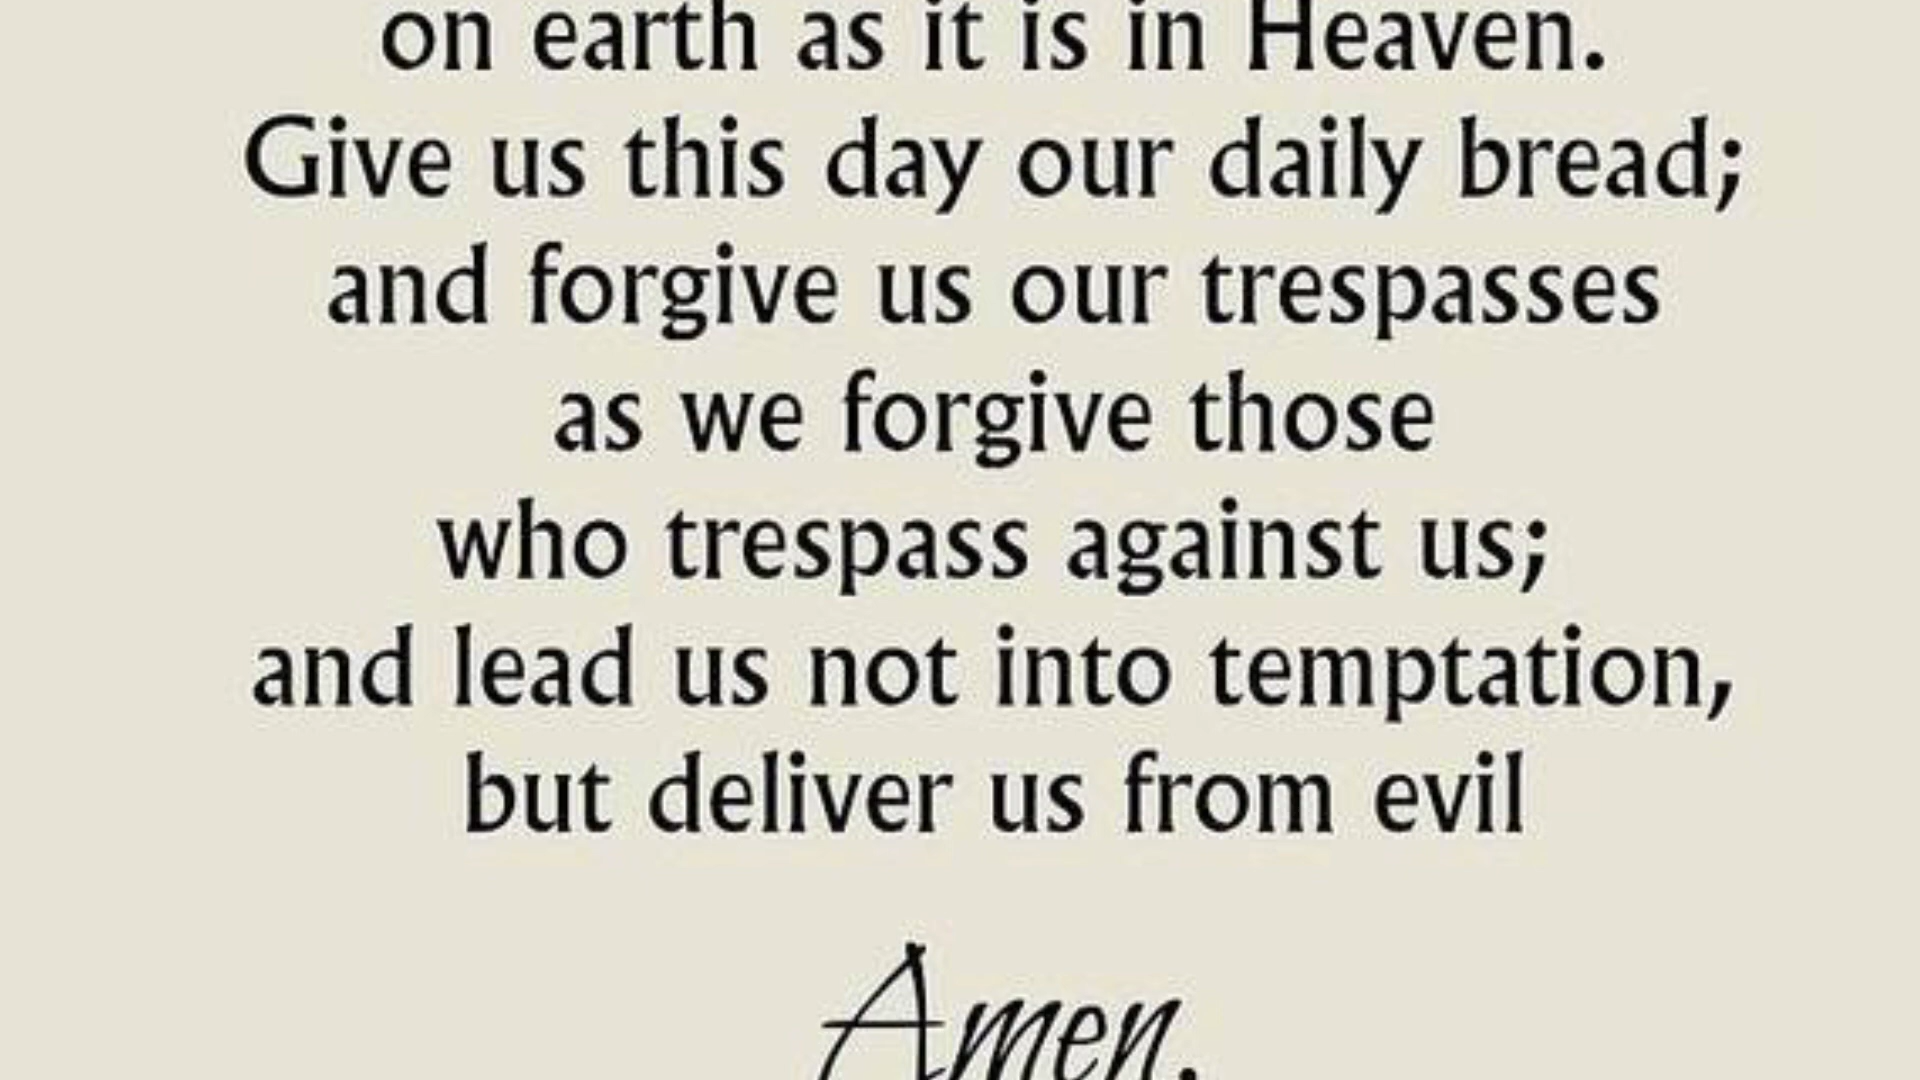 on earth as it is in Heaven.
Give us this day our daily bread;
and forgive us our trespasses
as we forgive those
who trespass against us;
and lead us not into temptation,
but deliver us from evil
Amen.